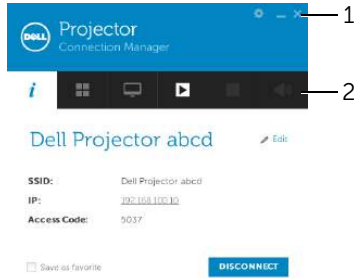 DELL
Projector
Connection Manager
1
i
2
Dell Projector abcd
Edit
SSID: Dell Projector abcd
IP: 192.168.100.10
Access Code: 5037
Save as favorite
DISCONNECT